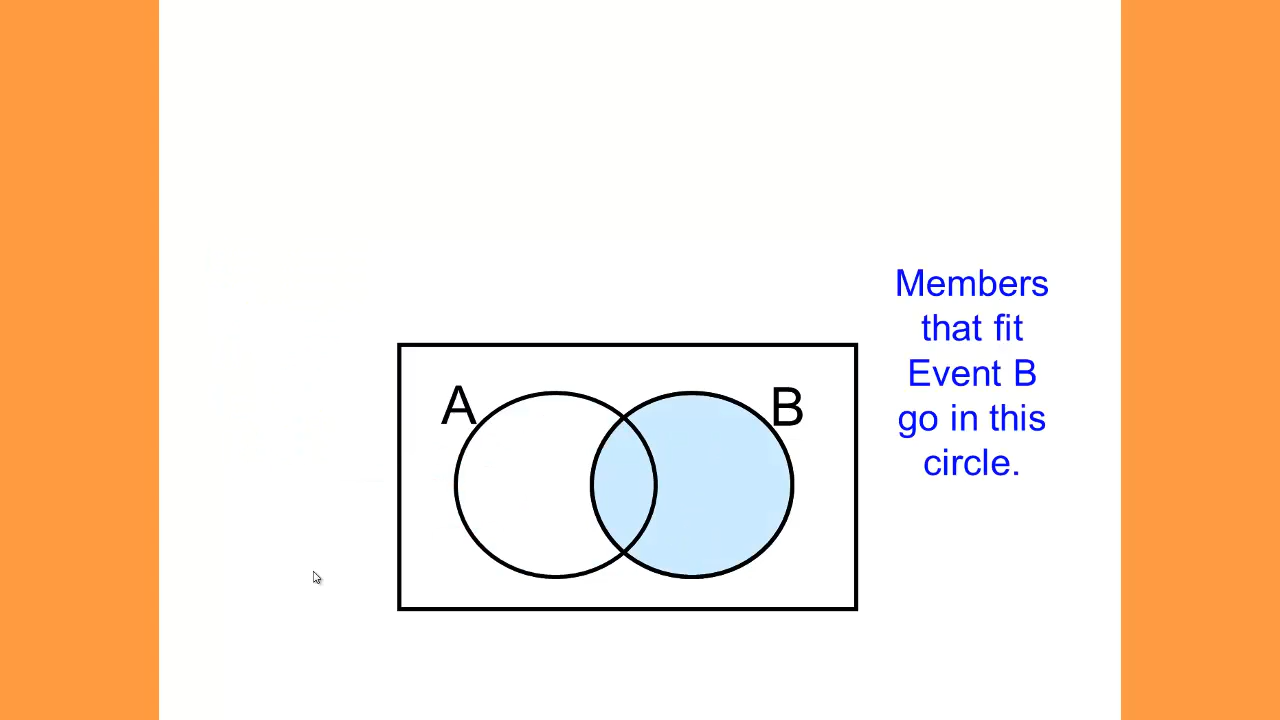 Members
that fit
Event B
go in this
circle.
A
B